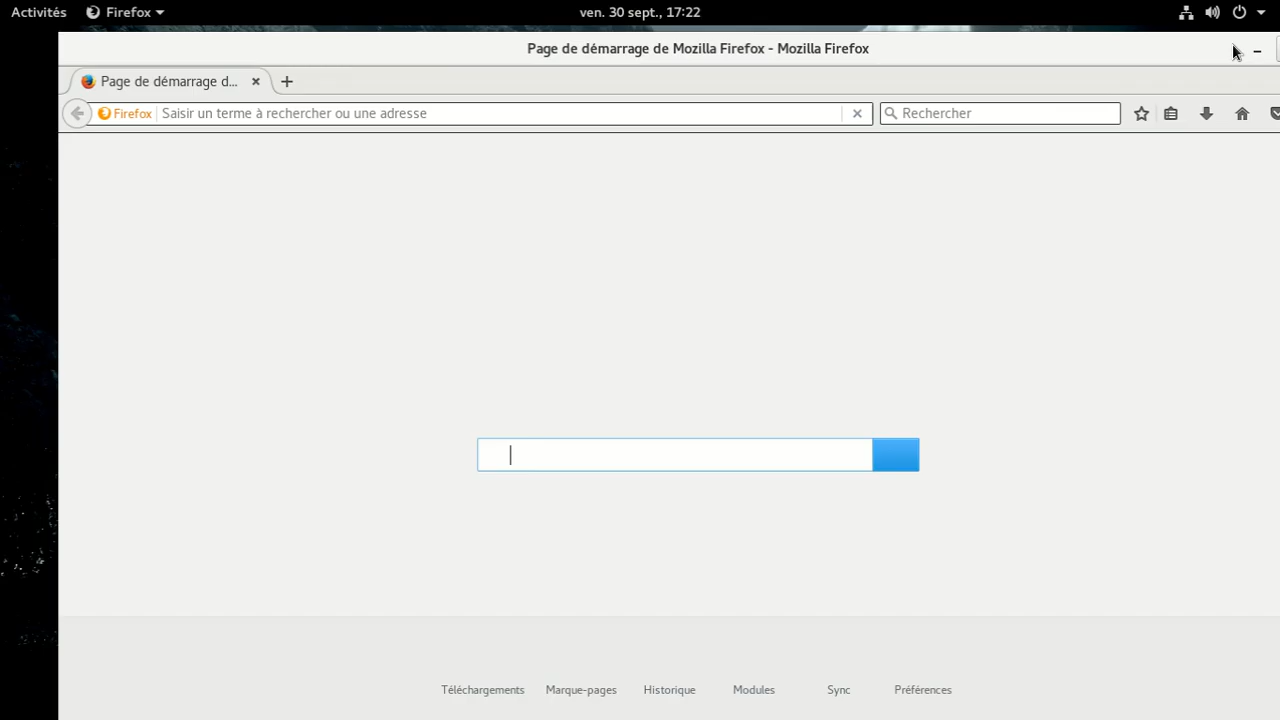 Activités Firefox ven. 30 sept., 17:22
Page de démarrage de Mozilla Firefox - Mozilla Firefox
Page de démarrage d...
Firefox Saisir un terme à rechercher ou une adresse Rechercher
Téléchargements Marque-pages Historique Modules Sync Préférences